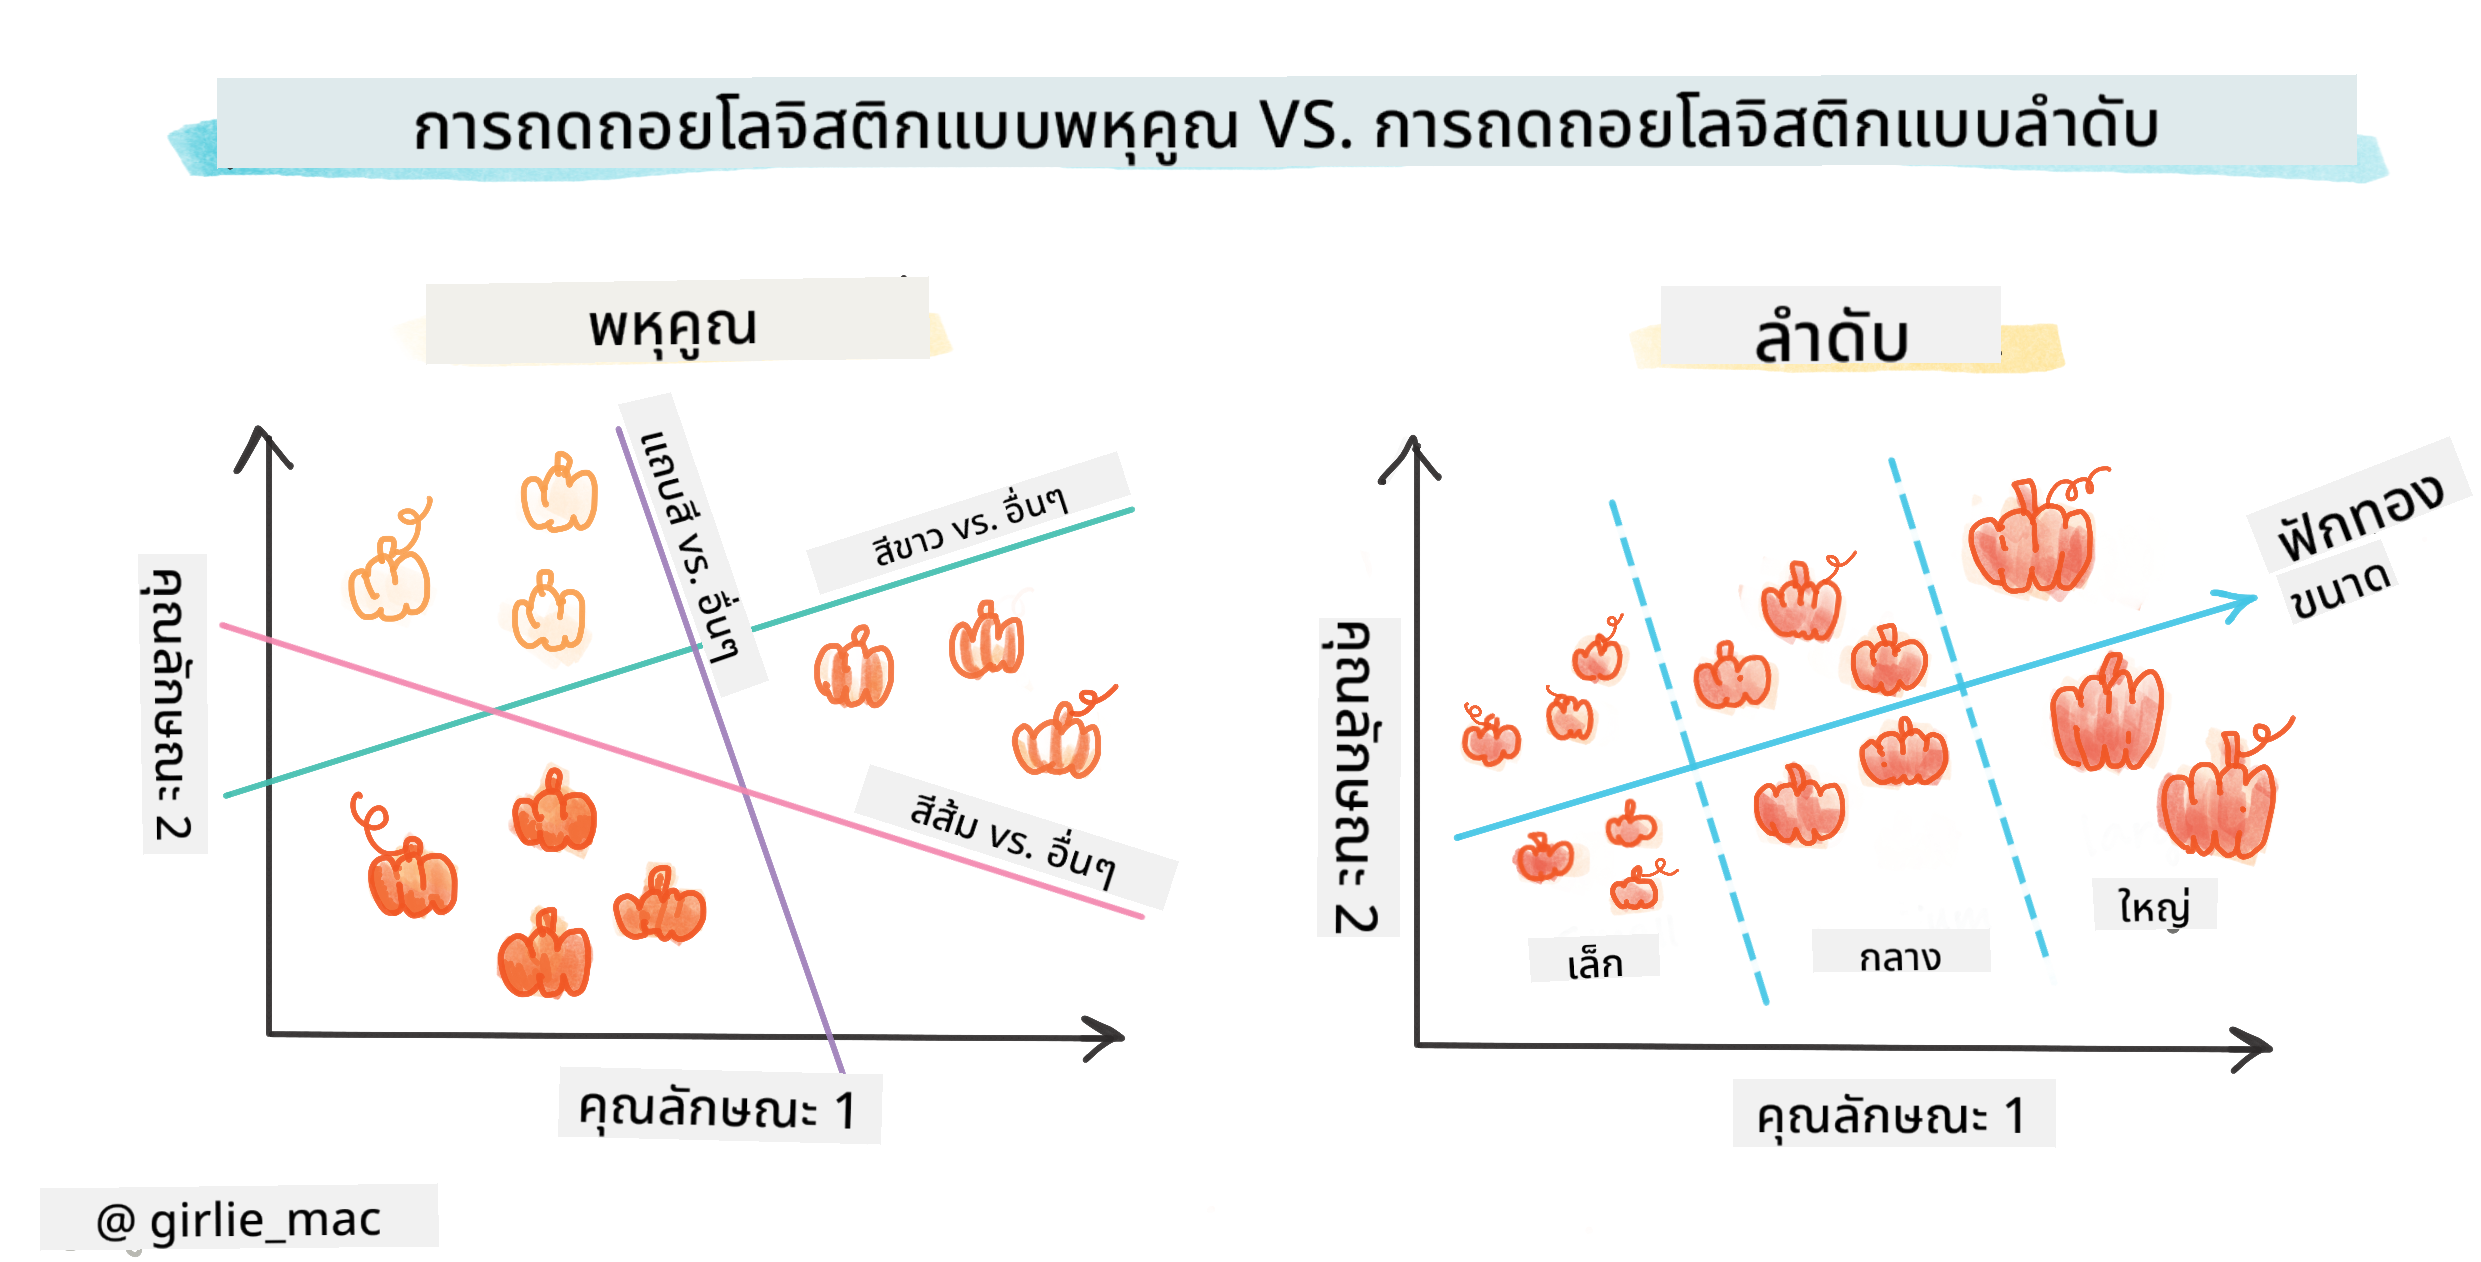 การถดถอยโลจิสติกแบบพหุคูณ VS. การถดถอยโลจิสติกแบบลำดับ
พหุคูณ
แถบสี vs. อื่นๆ
สีขาว vs. อื่นๆ
สีส้ม vs. อื่นๆ
คุณลักษณะ 2
คุณลักษณะ 1
ลำดับ
ฟักทอง
ขนาด
คุณลักษณะ 2
เล็ก
กลาง
ใหญ่
คุณลักษณะ 1
@ girlie_mac